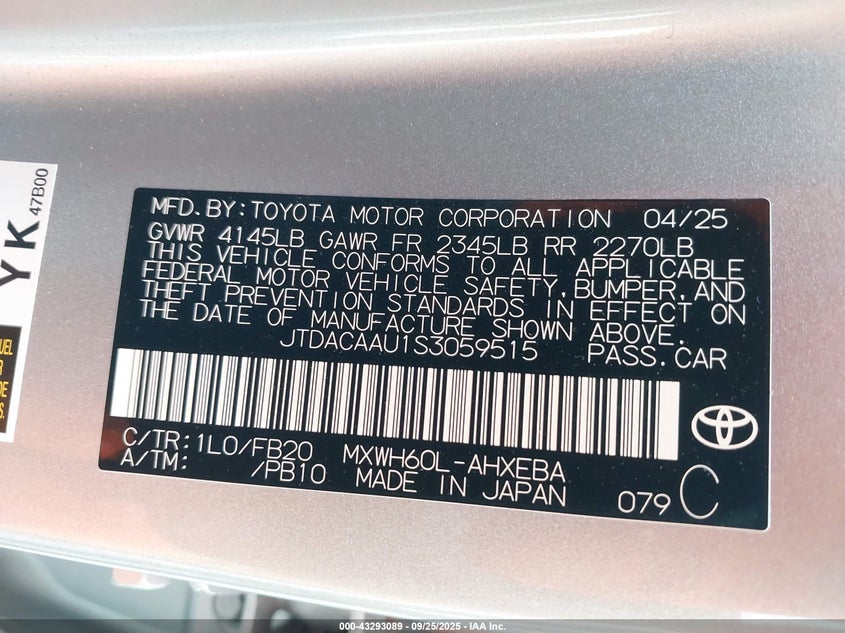 YK
47B00
UEL
MFD. BY: TOYOTA MOTOR CORPORATION 04/25
GVWR 4145LB GAWR FR 2345LB RR 2270LB
THIS VEHICLE CONFORMS TO ALL APPLICABLE
FEDERAL MOTOR VEHICLE SAFETY, BUMPER, AND
THEFT PREVENTION STANDARDS IN EFFECT ON
THE DATE OF MANUFACTURE SHOWN ABOVE.
JTDACAAU1S3059515 PASS. CAR
C/TR: 1L0/FB20 MXWH60L-AHXEBA
A/TM: /PB10 MADE IN JAPAN 079 C
000-43293089 - 09/25/2025 - IAA Inc.